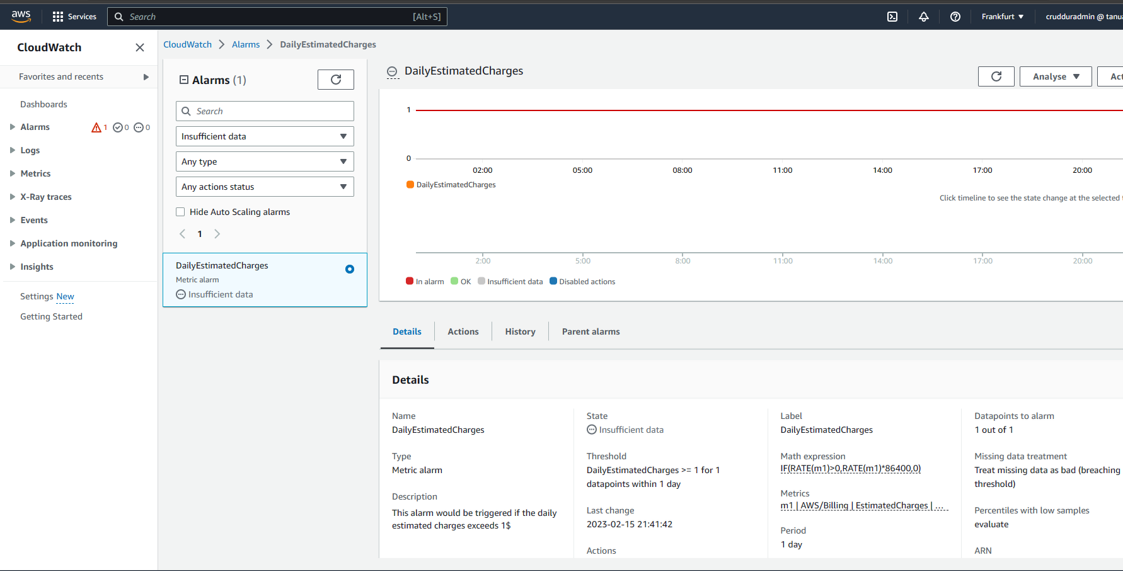 aws Services Search [Alt+S] Frankfurt crudduradmin @
CloudWatch
Favorites and recents
Dashboards
Alarms 1 0 0
Logs
Metrics
X-Ray traces
Events
Application monitoring
Insights
Settings New
Getting Started
CloudWatch > Alarms > DailyEstimatedCharges
Alarms (1)
Search
Insufficient data
Any type
Any actions status
Hide Auto Scaling alarms
< 1 >
DailyEstimatedCharges
Metric alarm
Insufficient data
DailyEstimatedCharges
Analyse
1
0
02:00 05:00 08:00 11:00 14:00 17:00 20:00
DailyEstimatedCharges
Click timeline to see the state change at the selected
2:00 5:00 8:00 11:00 14:00 17:00 20:00
In alarm OK Insufficient data Disabled actions
Details Actions History Parent alarms
Details
Name
DailyEstimatedCharges
Type
Metric alarm
Description
This alarm would be triggered if the daily
estimated charges exceeds 1$
State
Insufficient data
Threshold
DailyEstimatedCharges >= 1 for 1
datapoints within 1 day
Last change
2023-02-15 21:41:42
Actions
Label
DailyEstimatedCharges
Math expression
IF(RATE(m1)>0,RATE(m1)*86400,0)
Metrics
m1 | AWS/Billing | EstimatedCharges | ...
Period
1 day
Datapoints to alarm
1 out of 1
Missing data treatment
Treat missing data as bad (breaching
threshold)
Percentiles with low samples
evaluate
ARN